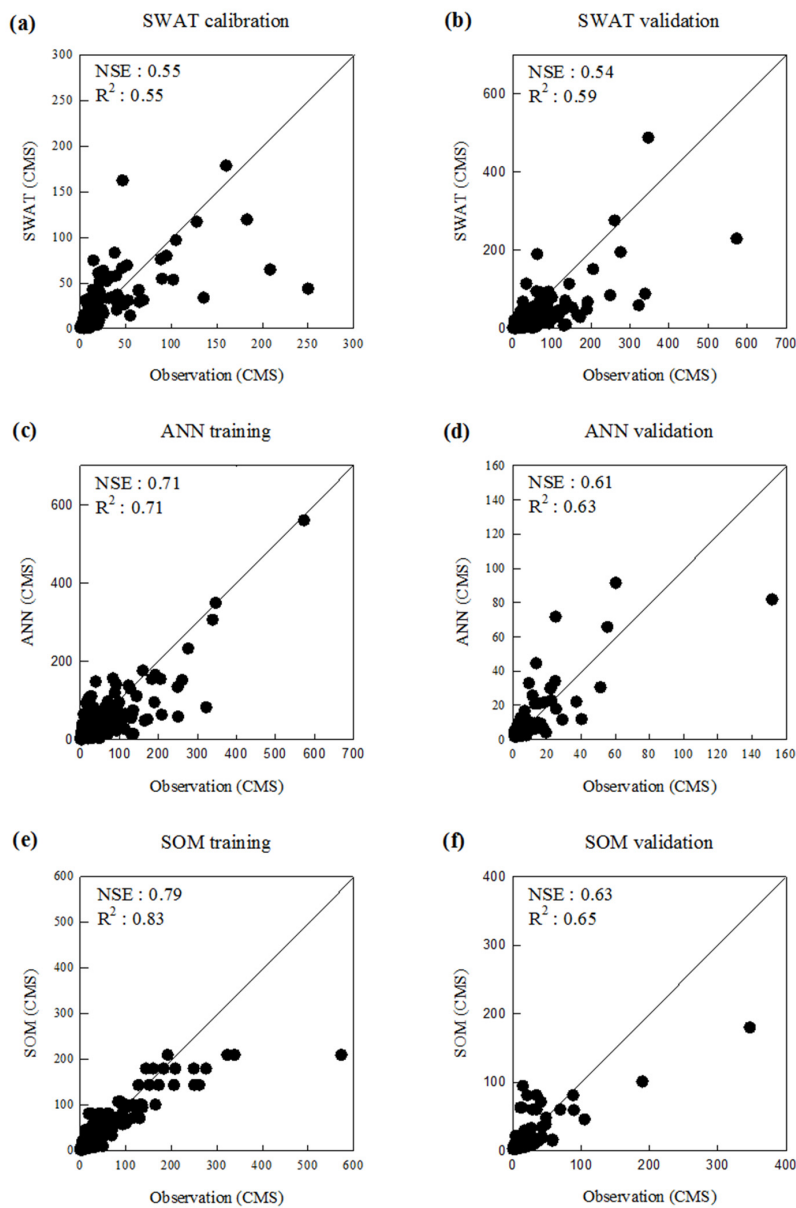 (a)
SWAT calibration
NSE : 0.55
R² : 0.55
SWAT (CMS)
300
250
200
150
100
50
0
0 50 100 150 200 250 300
Observation (CMS)
(b)
SWAT validation
NSE : 0.54
R² : 0.59
SWAT (CMS)
600
400
200
0
0 100 200 300 400 500 600 700
Observation (CMS)
(c)
ANN training
NSE : 0.71
R² : 0.71
ANN (CMS)
600
400
200
0
0 100 200 300 400 500 600 700
Observation (CMS)
(d)
ANN validation
NSE : 0.61
R² : 0.63
ANN (CMS)
160
140
120
100
80
60
40
20
0
0 20 40 60 80 100 120 140 160
Observation (CMS)
(e)
SOM training
NSE : 0.79
R² : 0.83
SOM (CMS)
600
500
400
300
200
100
0
0 100 200 300 400 500 600
Observation (CMS)
(f)
SOM validation
NSE : 0.63
R² : 0.65
SOM (CMS)
400
300
200
100
0
0 100 200 300 400
Observation (CMS)